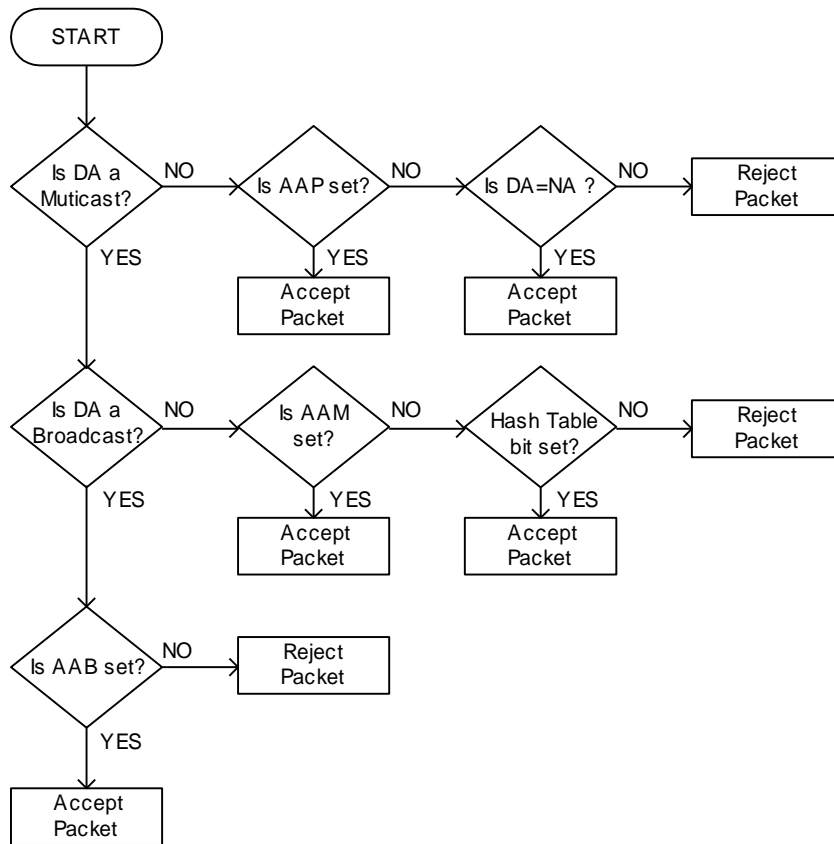 START
Is DA a
Muticast?
NO
Is AAP set?
NO
Is DA=NA ?
NO
Reject
Packet
YES
YES
YES
Accept
Packet
Accept
Packet
Is DA a
Broadcast?
NO
Is AAM
set?
NO
Hash Table
bit set?
NO
Reject
Packet
YES
YES
YES
Accept
Packet
Accept
Packet
Is AAB set?
NO
Reject
Packet
YES
Accept
Packet